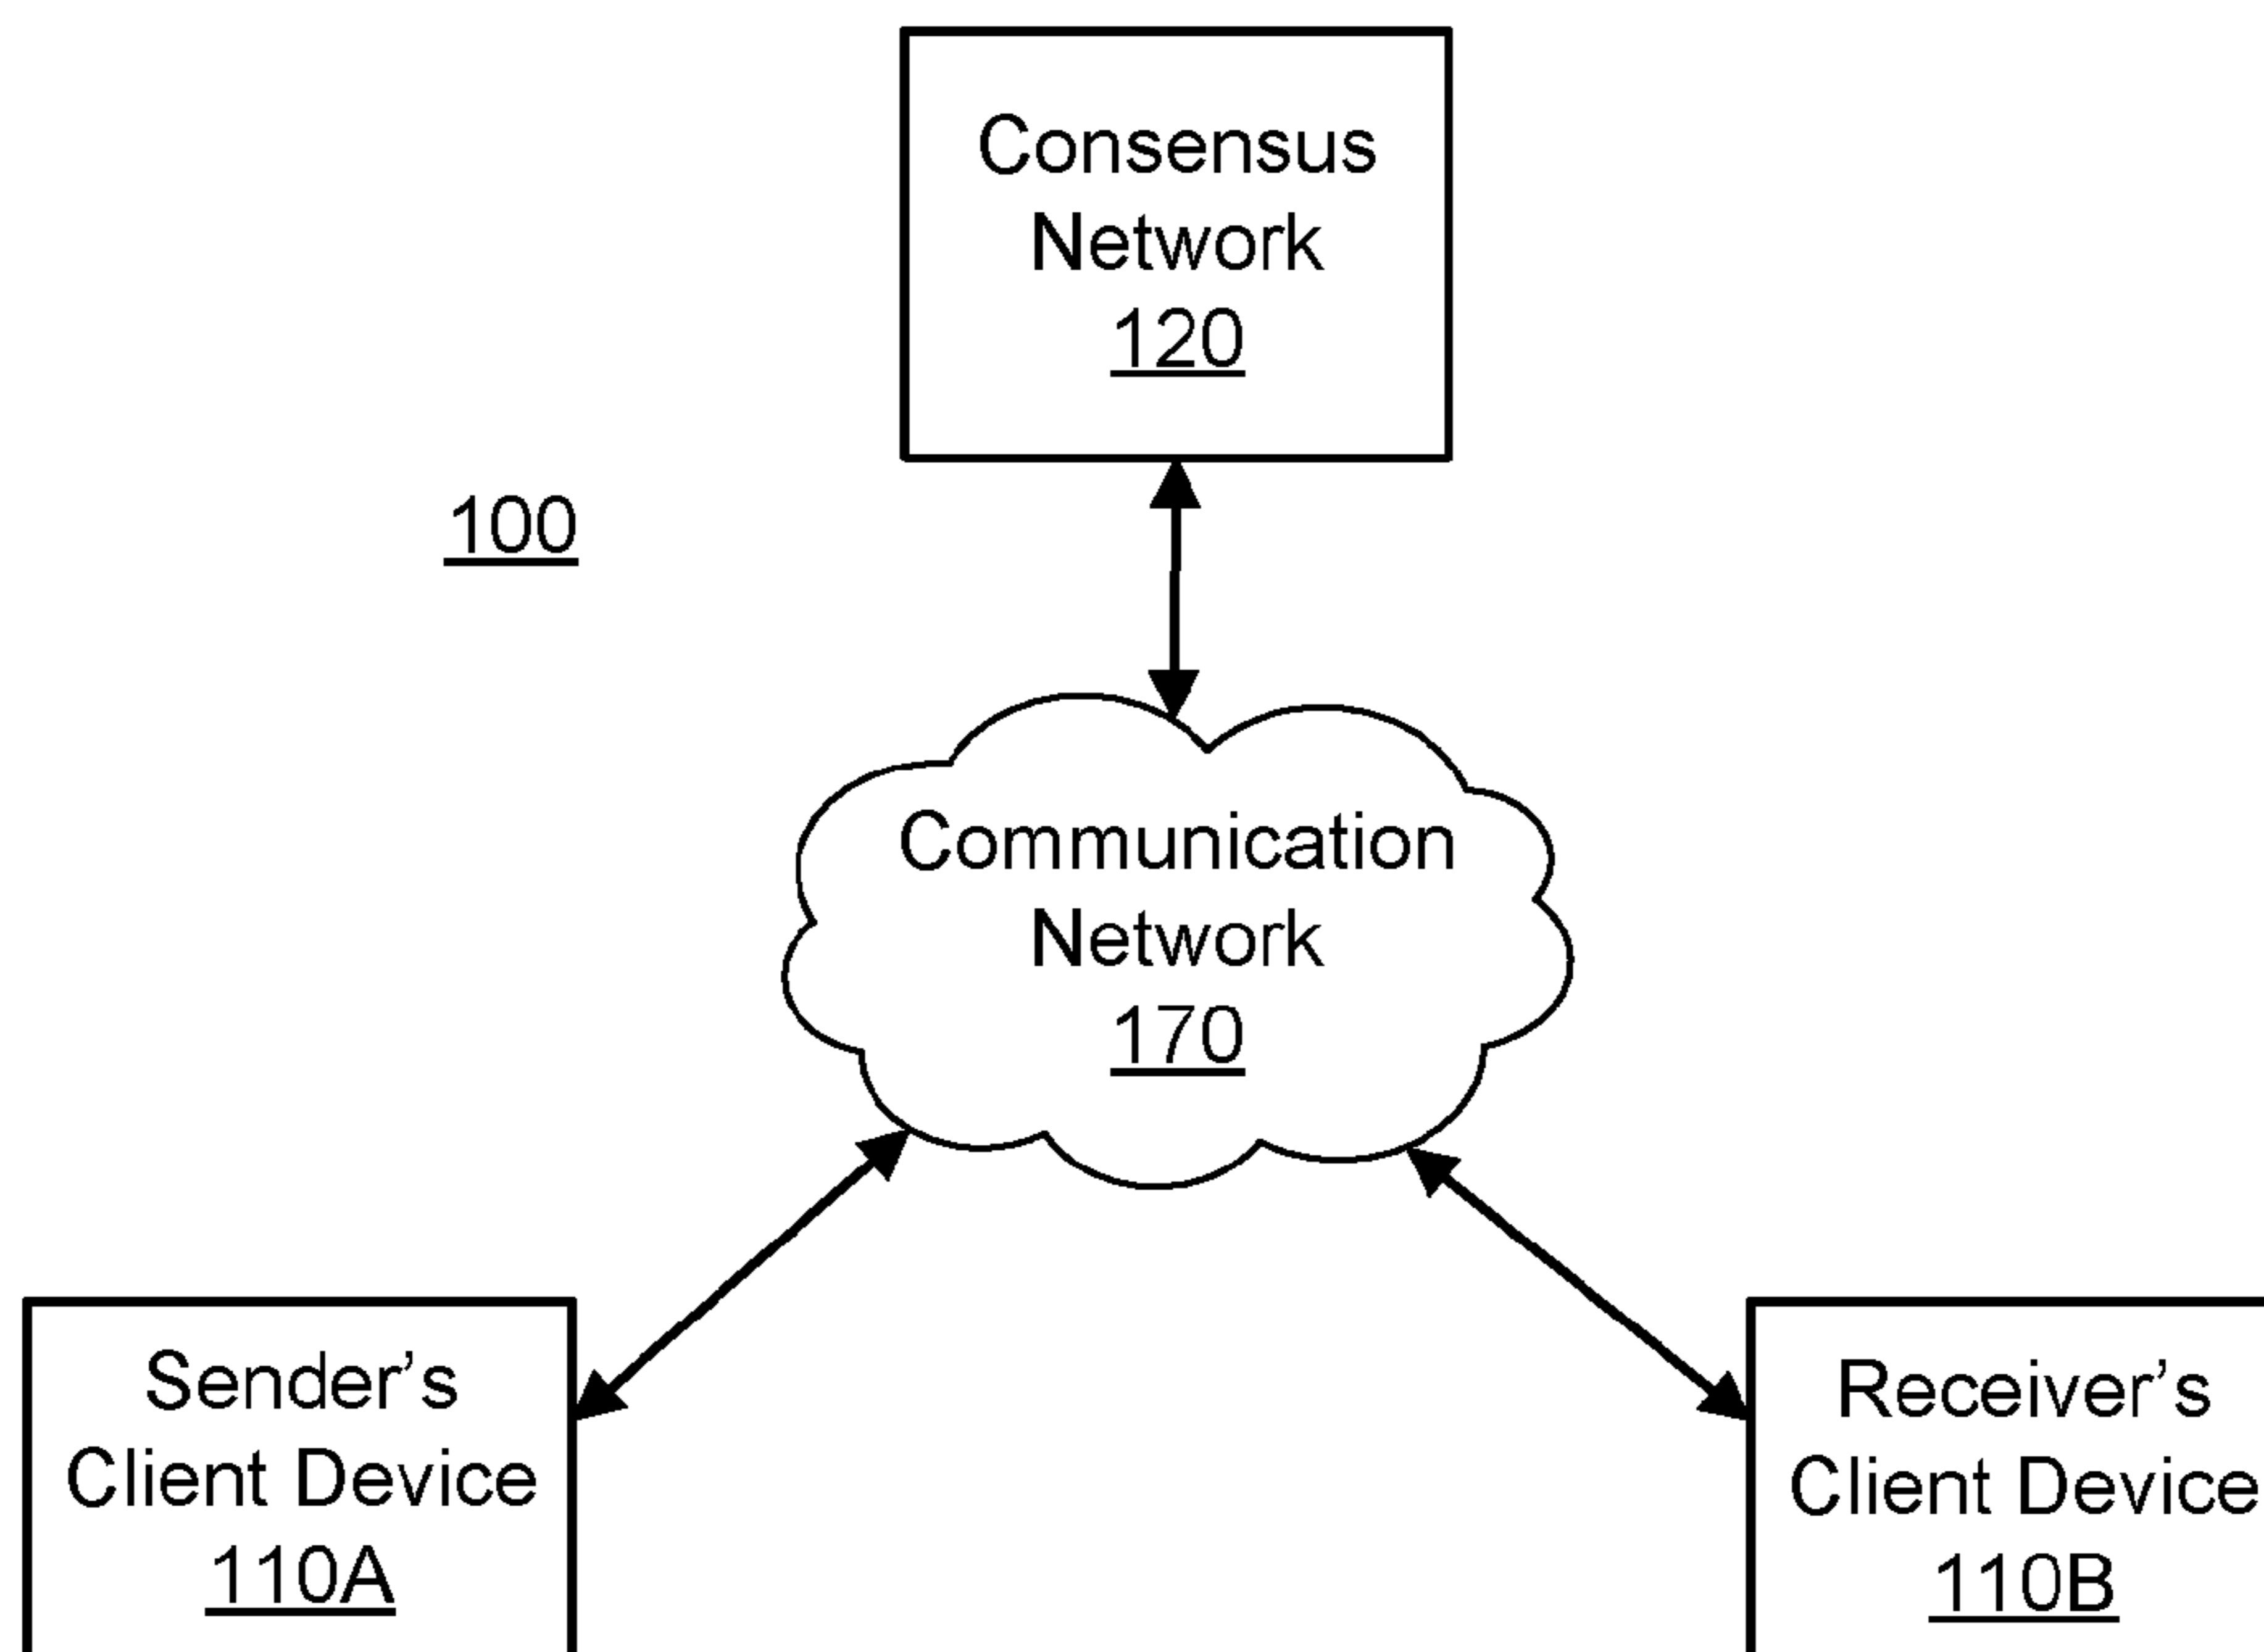 Consensus
Network
120
100
Communication
Network
170
Sender’s
Client Device
110A
Receiver’s
Client Device
110B